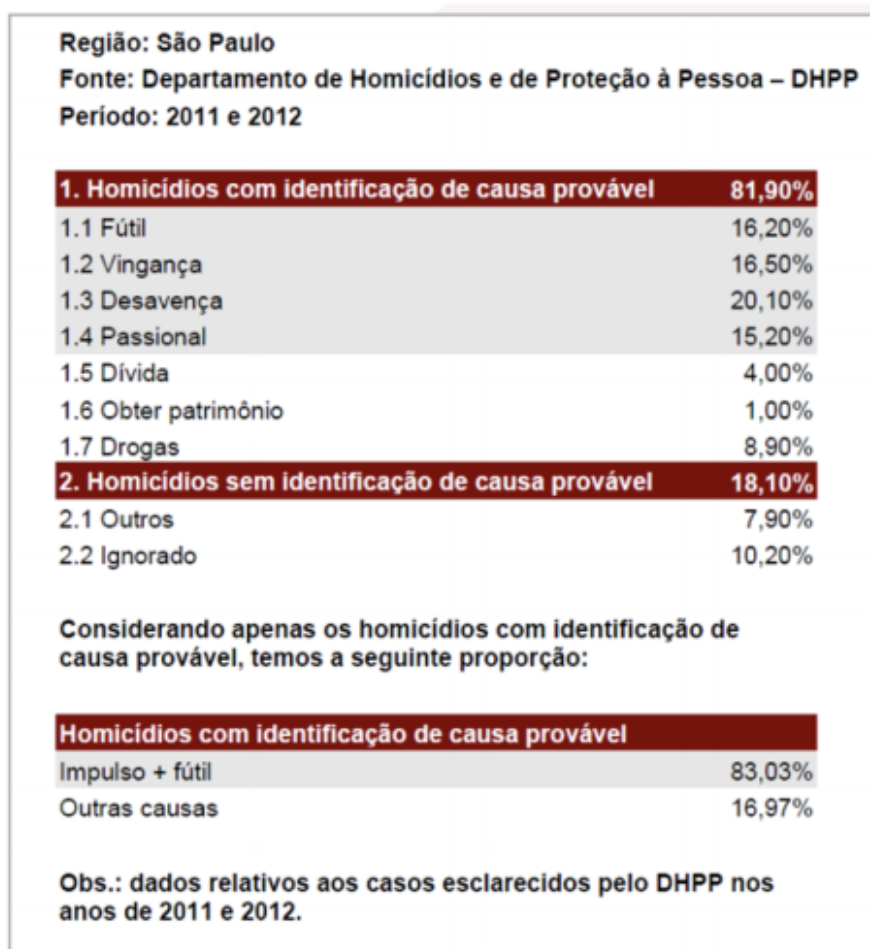 Região: São Paulo
Fonte: Departamento de Homicídios e de Proteção à Pessoa – DHPP
Período: 2011 e 2012
1. Homicídios com identificação de causa provável 81,90%
1.1 Fútil 16,20%
1.2 Vingança 16,50%
1.3 Desavença 20,10%
1.4 Passional 15,20%
1.5 Dívida 4,00%
1.6 Obter patrimônio 1,00%
1.7 Drogas 8,90%
2. Homicídios sem identificação de causa provável 18,10%
2.1 Outros 7,90%
2.2 Ignorado 10,20%
Considerando apenas os homicídios com identificação de
causa provável, temos a seguinte proporção:
Homicídios com identificação de causa provável
Impulso + fútil 83,03%
Outras causas 16,97%
Obs.: dados relativos aos casos esclarecidos pelo DHPP nos
anos de 2011 e 2012.